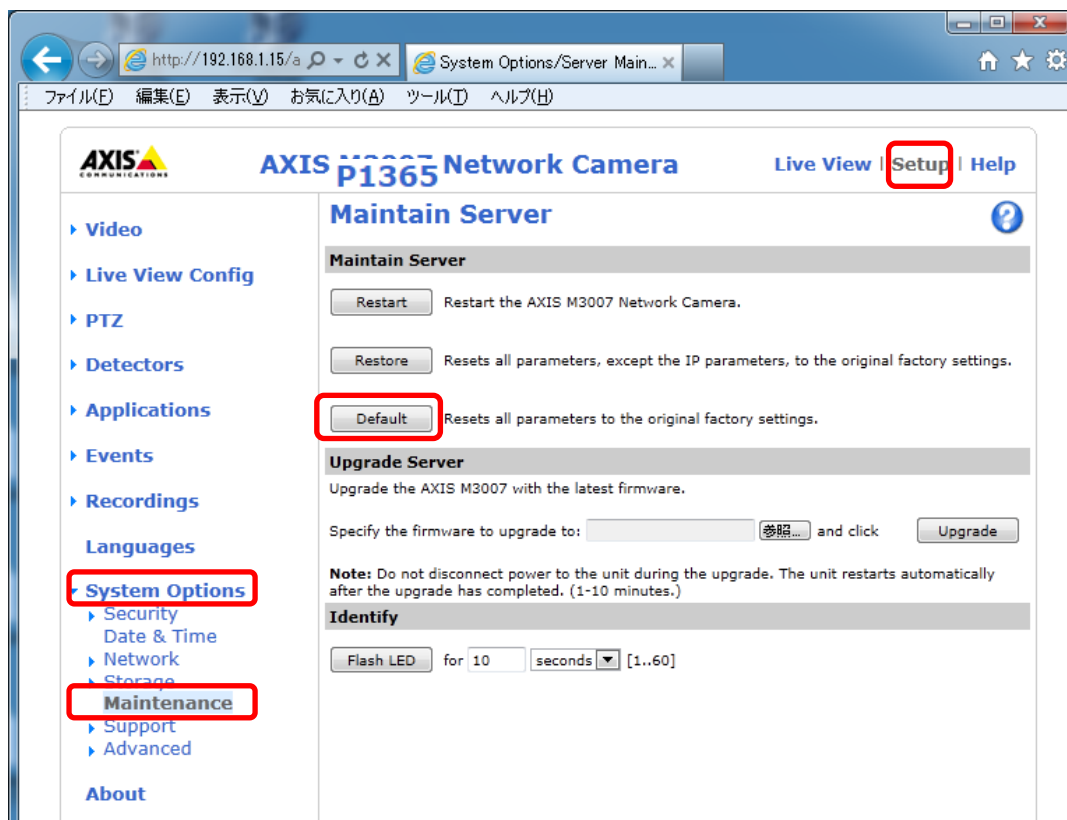 http://192.168.1.15/a
System Options/Server Main...
ファイル(F) 編集(E) 表示(V) お気に入り(A) ツール(T) ヘルプ(H)
AXIS
COMMUNICATIONS
AXIS P1365 Network Camera
Live View | Setup | Help
Video
Live View Config
PTZ
Detectors
Applications
Events
Recordings
Languages
System Options
Security
Date & Time
Network
Storage
Maintenance
Support
Advanced
About
Maintain Server
Maintain Server
Restart Restart the AXIS M3007 Network Camera.
Restore Resets all parameters, except the IP parameters, to the original factory settings.
Default Resets all parameters to the original factory settings.
Upgrade Server
Upgrade the AXIS M3007 with the latest firmware.
Specify the firmware to upgrade to: 参照... and click Upgrade
Note: Do not disconnect power to the unit during the upgrade. The unit restarts automatically
after the upgrade has completed. (1-10 minutes.)
Identify
Flash LED for 10 seconds [1..60]